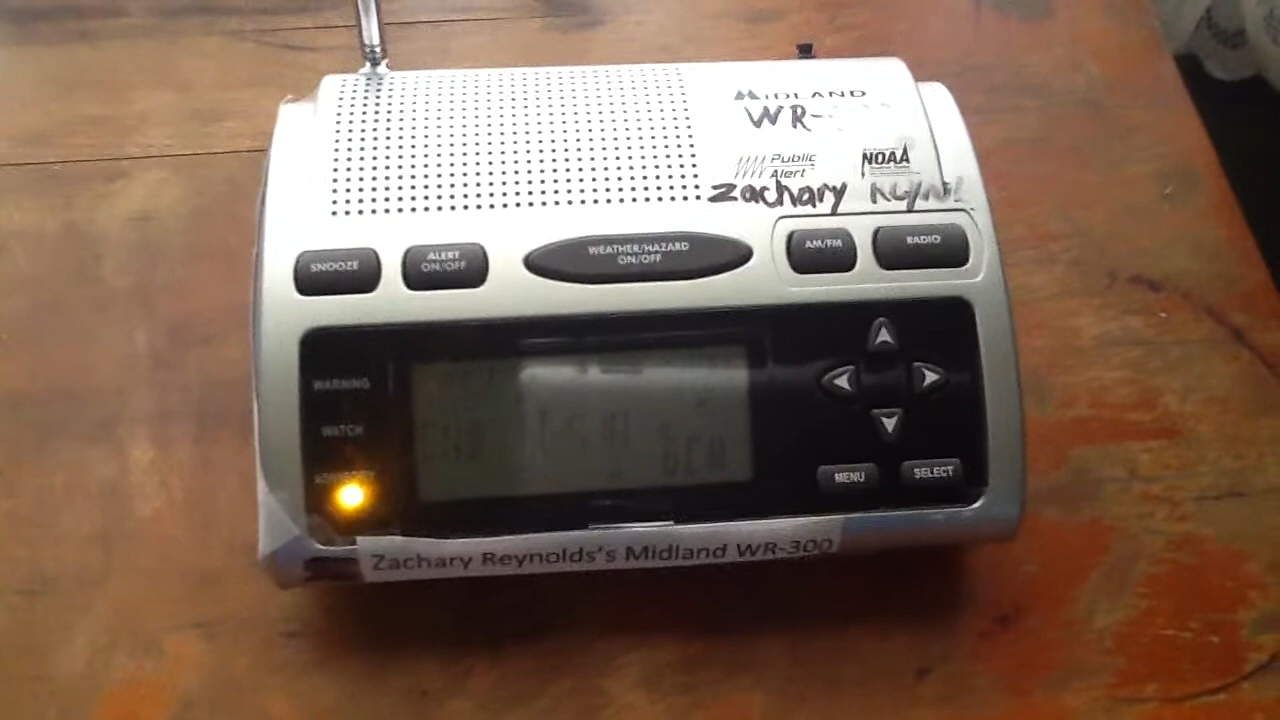 MIDLAND
WR-
Public
Alert
NOAA
Zachary
SNOOZE
ALERT
ON/OFF
WEATHER/HAZARD
ON/OFF
AM/FM
RADIO
WARNING
WATCH
MENU
SELECT
Zachary Reynolds's Midland WR-300